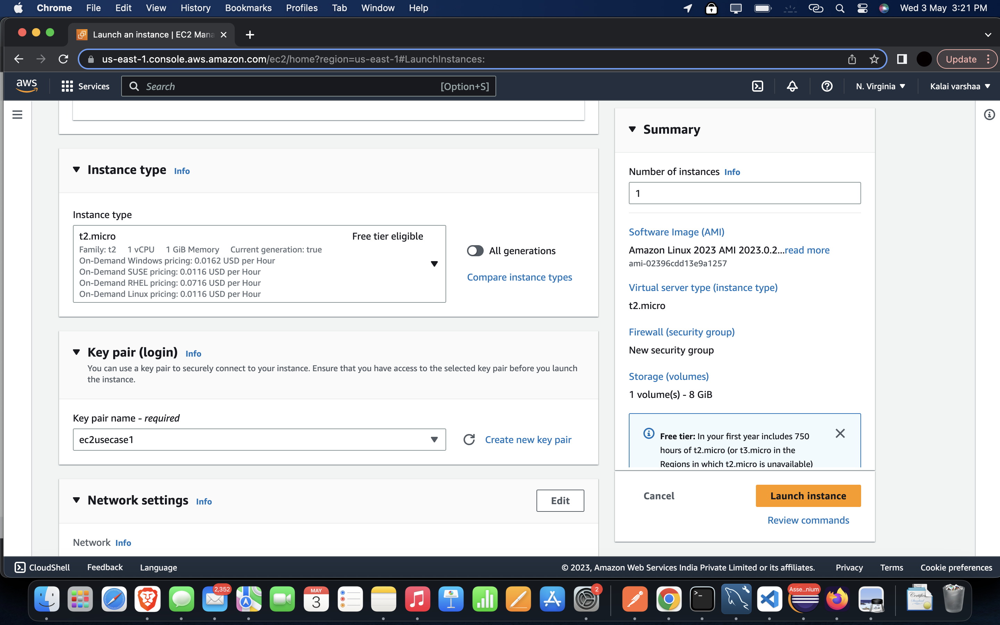 Chrome File Edit View History Bookmarks Profiles Tab Window Help Wed 3 May 3:21 PM
Launch an instance | EC2 Mana
us-east-1.console.aws.amazon.com/ec2/home?region=us-east-1#LaunchInstances: Update
aws Services Search [Option+S] N. Virginia Kalai varshaa
Instance type Info
Instance type
t2.micro Free tier eligible
Family: t2 1 vCPU 1 GiB Memory Current generation: true
On-Demand Windows pricing: 0.0162 USD per Hour
On-Demand SUSE pricing: 0.0116 USD per Hour
On-Demand RHEL pricing: 0.0716 USD per Hour
On-Demand Linux pricing: 0.0116 USD per Hour
All generations
Compare instance types
Key pair (login) Info
You can use a key pair to securely connect to your instance. Ensure that you have access to the selected key pair before you launch
the instance.
Key pair name - required
ec2usecase1
Create new key pair
Network settings Info
Edit
Network Info
Summary
Number of instances Info
1
Software Image (AMI)
Amazon Linux 2023 AMI 2023.0.2...read more
ami-02396cdd13e9a1257
Virtual server type (instance type)
t2.micro
Firewall (security group)
New security group
Storage (volumes)
1 volume(s) - 8 GiB
Free tier: In your first year includes 750
hours of t2.micro (or t3.micro in the
Regions in which t2.micro is unavailable)
Cancel
Launch instance
Review commands
CloudShell Feedback Language © 2023, Amazon Web Services India Private Limited or its affiliates. Privacy Terms Cookie preferences
2,352
MAY
3
2
Asse...nium